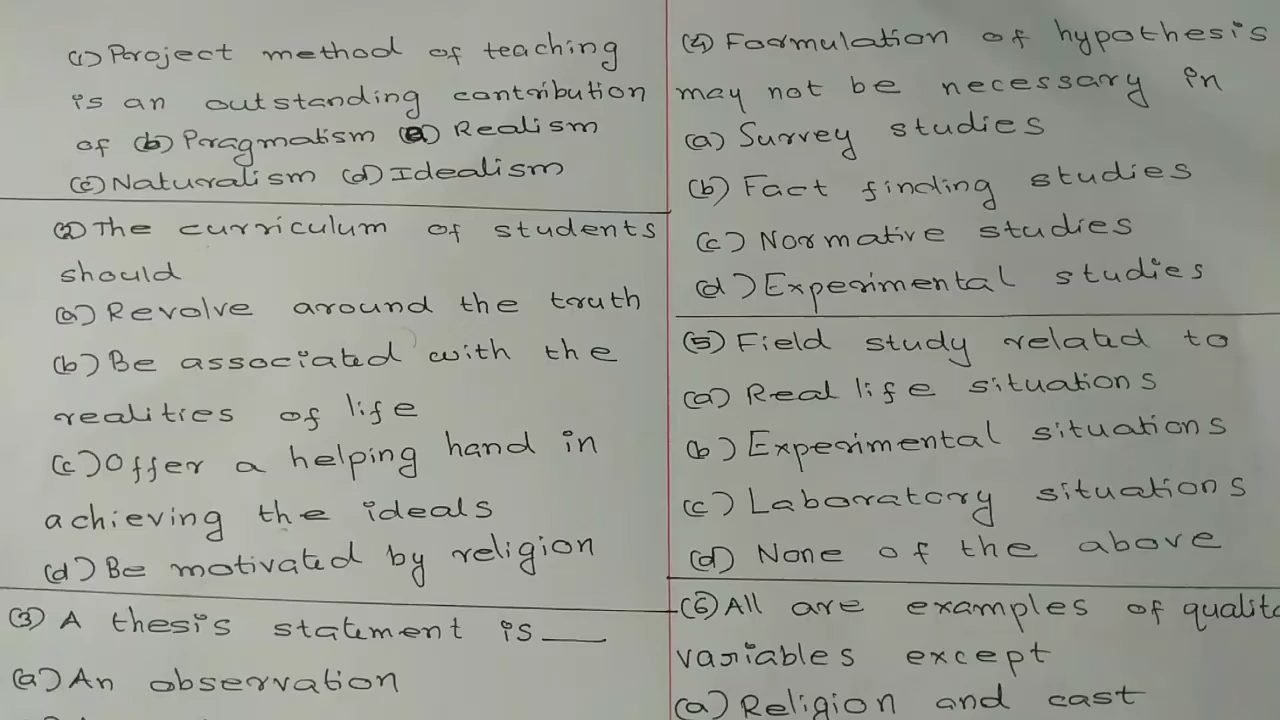 (1) Project method of teaching
is an outstanding contribution
of (b) Pragmatism (a) Realism
(c) Naturalism (d) Idealism
(2) The curriculum of students
should
(a) Revolve around the truth
(b) Be associated with the
realities of life
(c) Offer a helping hand in
achieving the ideals
(d) Be motivated by religion
(3) A thesis statement is ___
(a) An observation
(4) Formulation of hypothesis
may not be necessary in
(a) Survey studies
(b) Fact finding studies
(c) Normative studies
(d) Experimental studies
(5) Field study related to
(a) Real life situations
(b) Experimental situations
(c) Laboratory situations
(d) None of the above
(6) All are examples of qualita
variables except
(a) Religion and cast